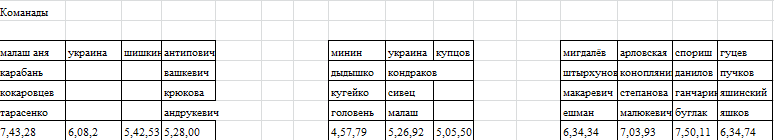 Команады
малаш аня украина шишкин антипович минин украина купцов мигдалёв арловская спориш гуцев
карабань вашкевич дыдышко кондраков штырхунов конопляни данилов пучков
кокаровцев крюкова кугейко сивец макаревич степанова ганчарик яшинский
тарасенко андрукевич головень малаш ешман малюкевич буглак яшков
7,43,28 6,08,2 5,42,53 5,28,00 4,57,79 5,26,92 5,05,50 6,34,34 7,03,93 7,50,11 6,34,74